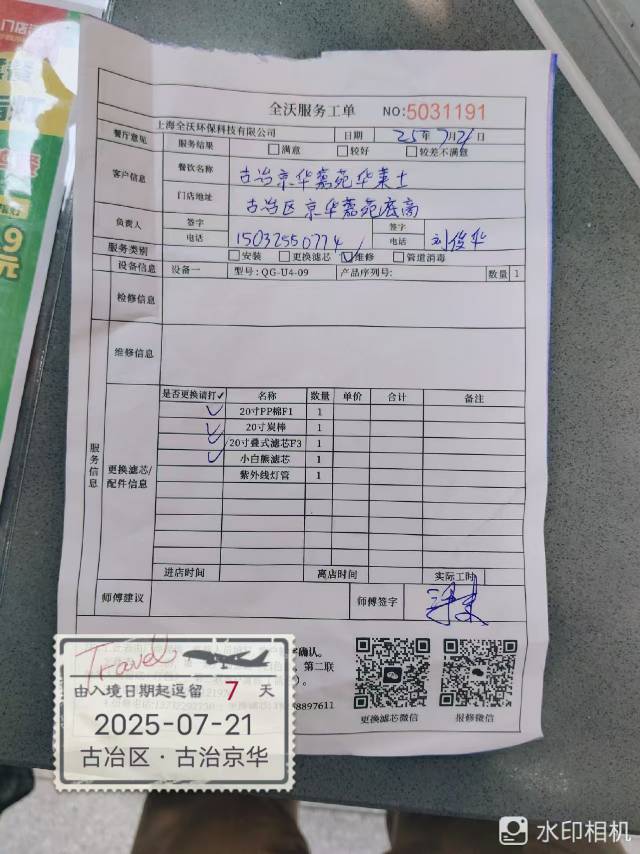 全沃服务工单 NO:5031191
上海全沃环保科技有限公司 日期 25年7月21日
餐厅意见 服务结果 满意 较好 较差不满意
客户信息 餐饮名称 古冶京华嘉苑华莱士
门店地址 古冶区京华嘉苑底商
负责人 签字 签字
电话 15032550774 电话 刘俊华
服务类别 安装 更换滤芯 ✓维修 管道消毒
设备信息 设备一 型号:QG-U4-09 产品序列号: 数量 1
检修信息
维修信息
服务信息
更换滤芯/配件信息
是否更换请打✓ 名称 数量 单价 合计 备注
✓ 20寸PP棉F1 1
✓ 20寸炭棒 1
✓ 20寸叠式滤芯F3 1
✓ 小白熊滤芯 1
紫外线灯管 1
进店时间 离店时间 实际工时
师傅建议 师傅签字
确认。
第二联
8897611
更换滤芯微信 报修微信
Travel
由入境日期起逗留 7 天
2025-07-21
古冶区·古冶京华
水印相机
9
元